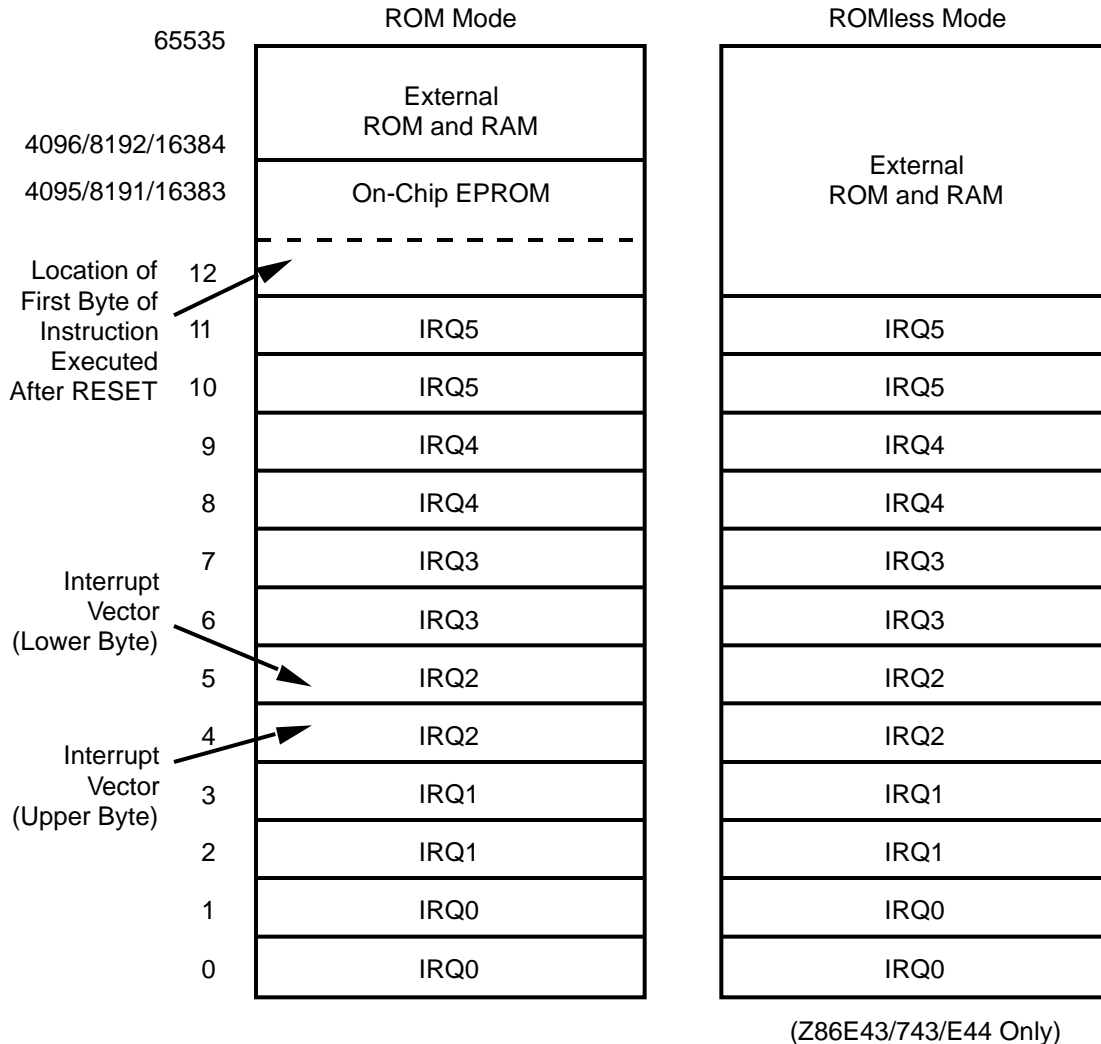 ROM Mode
ROMless Mode
65535
External
ROM and RAM
4096/8192/16384
4095/8191/16383
On-Chip EPROM
External
ROM and RAM
Location of
First Byte of
Instruction
Executed
After RESET
12
11
IRQ5
IRQ5
10
IRQ5
IRQ5
9
IRQ4
IRQ4
8
IRQ4
IRQ4
7
IRQ3
IRQ3
Interrupt
Vector
(Lower Byte)
6
IRQ3
IRQ3
5
IRQ2
IRQ2
4
IRQ2
IRQ2
Interrupt
Vector
(Upper Byte)
3
IRQ1
IRQ1
2
IRQ1
IRQ1
1
IRQ0
IRQ0
0
IRQ0
IRQ0
(Z86E43/743/E44 Only)